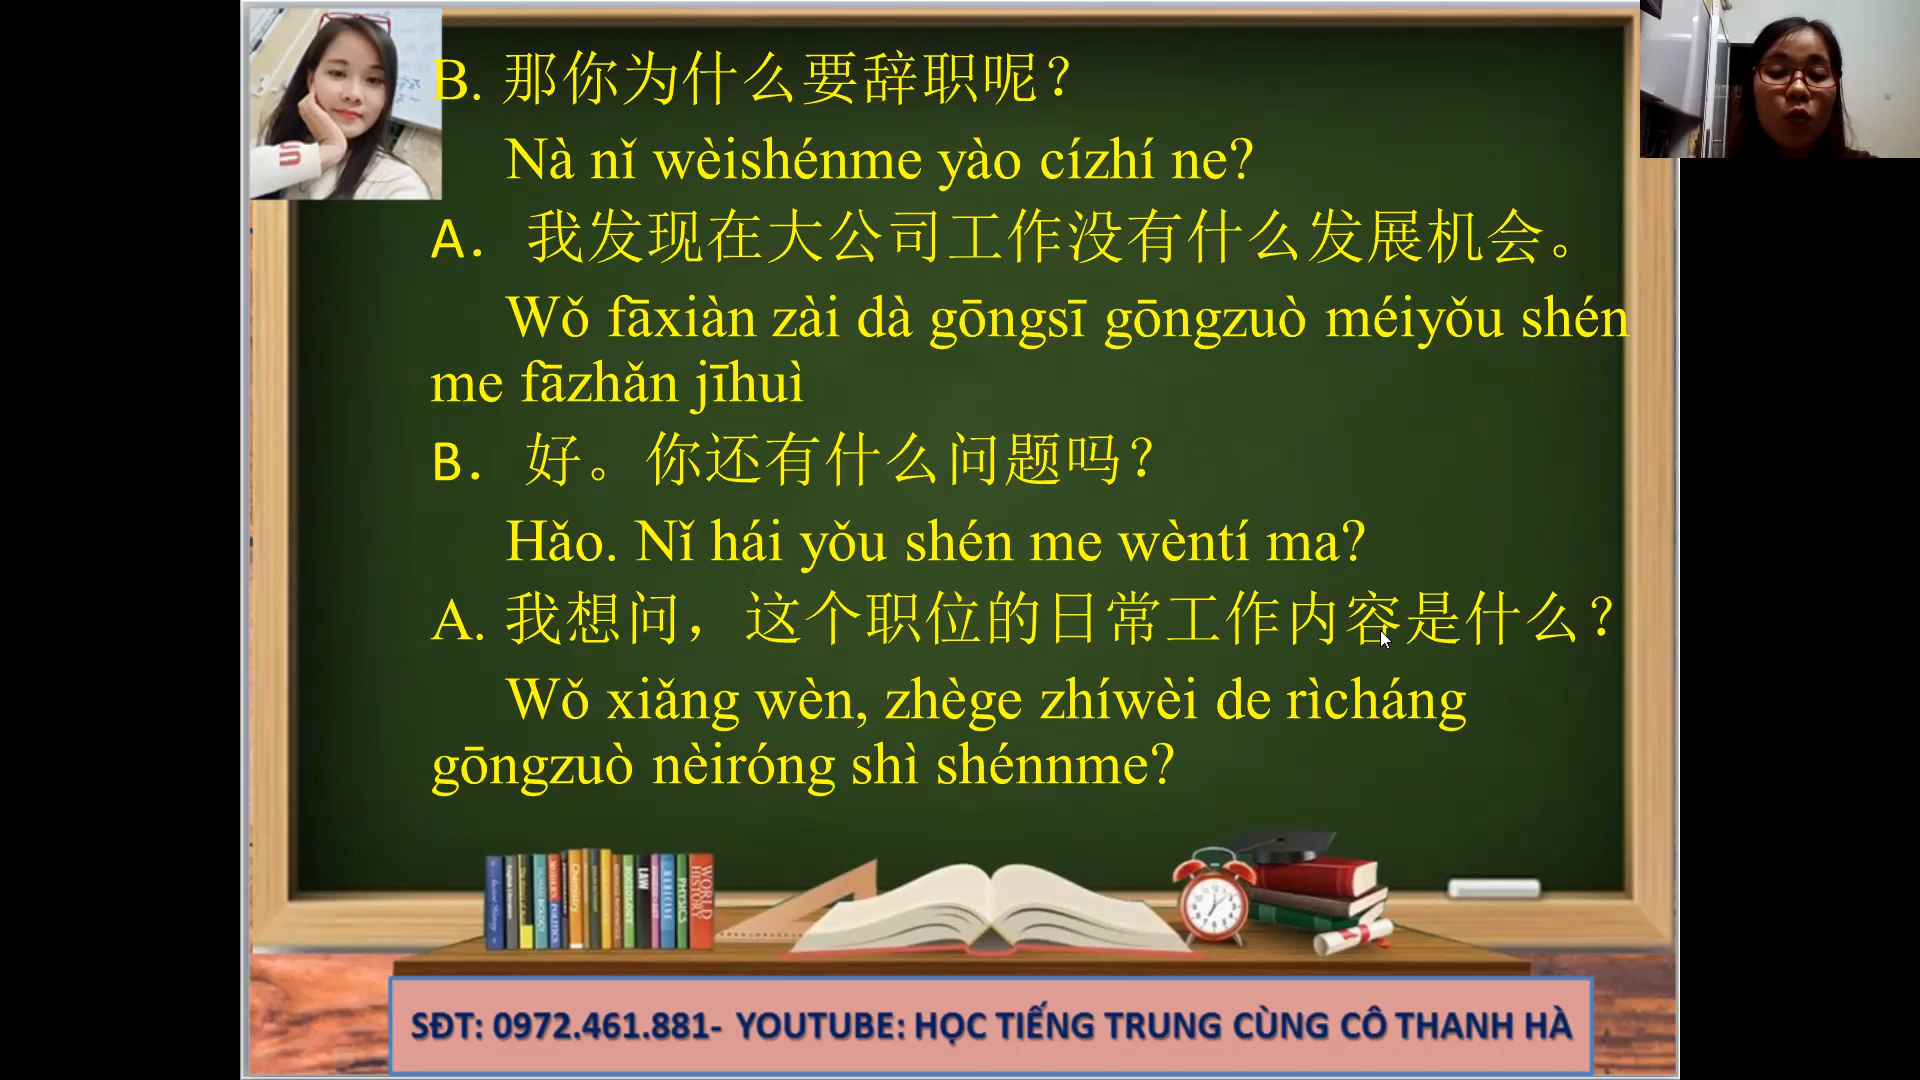 B. 那你为什么要辞职呢？
Nà nǐ wèishénme yào cízhí ne?
A. 我发现在大公司工作没有什么发展机会。
Wǒ fāxiàn zài dà gōngsī gōngzuò méiyǒu shén
me fāzhǎn jīhuì
B. 好。你还有什么问题吗？
Hǎo. Nǐ hái yǒu shén me wèntí ma?
A. 我想问，这个职位的日常工作内容是什么？
Wǒ xiǎng wèn, zhège zhíwèi de rìcháng
gōngzuò nèiróng shì shénnme?
LAW
PHYSICS
WORLD HISTORY
SĐT: 0972.461.881- YOUTUBE: HỌC TIẾNG TRUNG CÙNG CÔ THANH HÀ